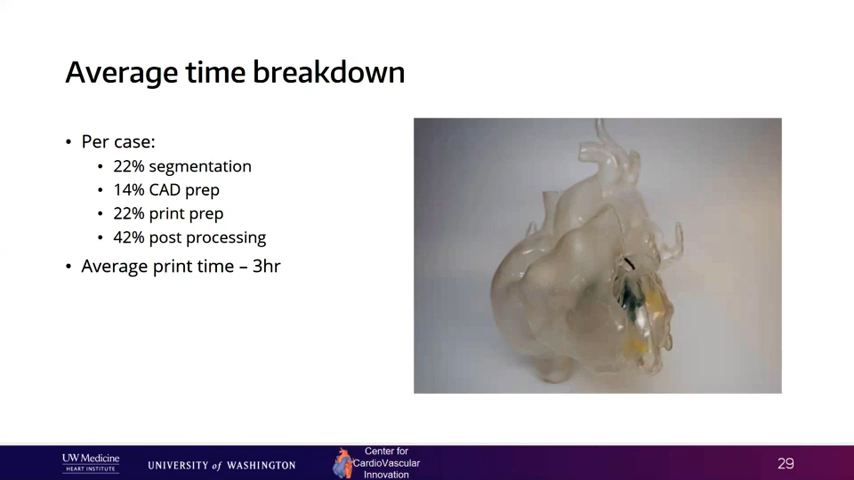 Average time breakdown
• Per case:
• 22% segmentation
• 14% CAD prep
• 22% print prep
• 42% post processing
• Average print time – 3hr
UW Medicine
HEART INSTITUTE
UNIVERSITY of WASHINGTON
Center for
CardioVascular
Innovation
29